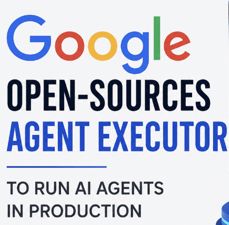 Google
OPEN-SOURCES
AGENT EXECUTOR
TO RUN AI AGENTS
IN PRODUCTION